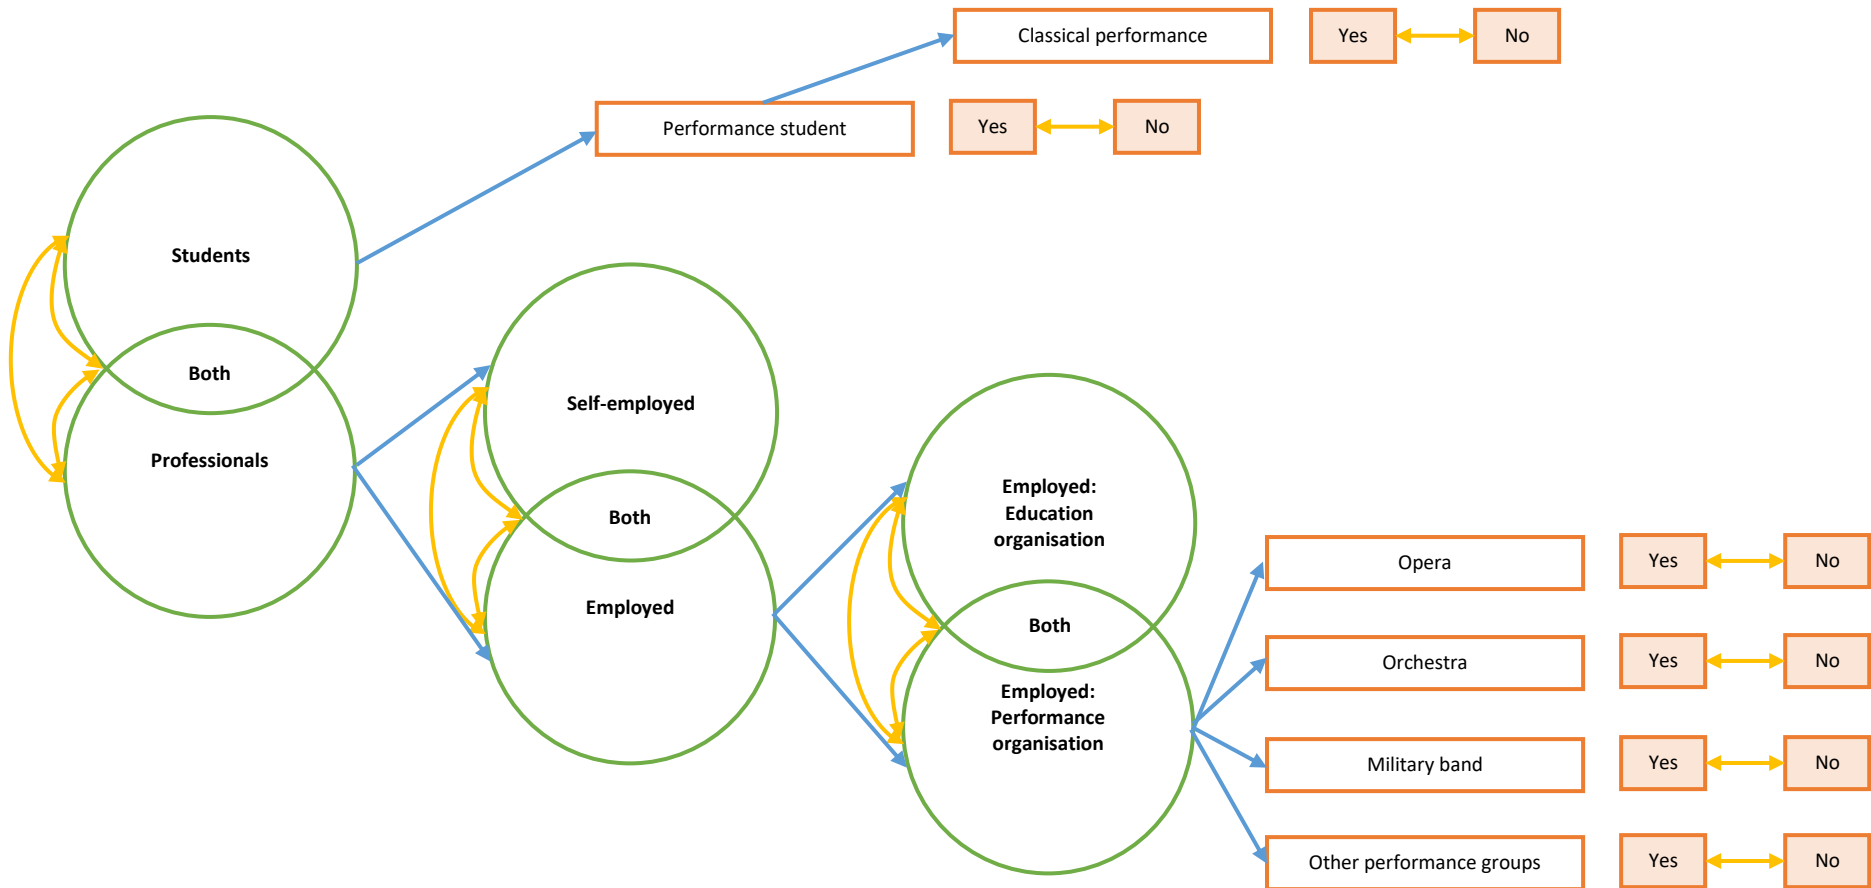 Classical performance
Yes
No
Performance student
Yes
No
Students
Both
Professionals
Self-employed
Both
Employed
Employed:
Education
organisation
Both
Employed:
Performance
organisation
Opera
Yes
No
Orchestra
Yes
No
Military band
Yes
No
Other performance groups
Yes
No